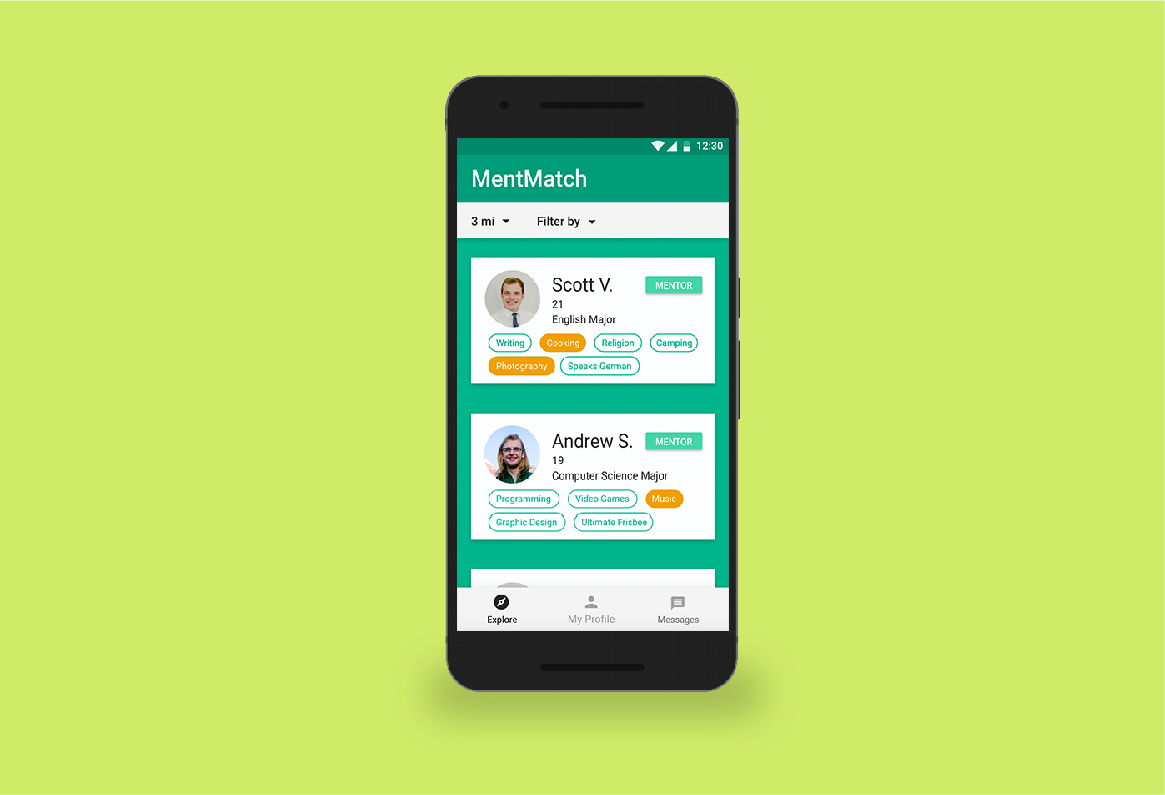 12:30
MentMatch
3 mi Filter by
Scott V. MENTOR
21
English Major
Writing Cooking Religion Camping
Photography Speaks German
Andrew S. MENTOR
19
Computer Science Major
Programming Video Games Music
Graphic Design Ultimate Frisbee
Explore My Profile Messages